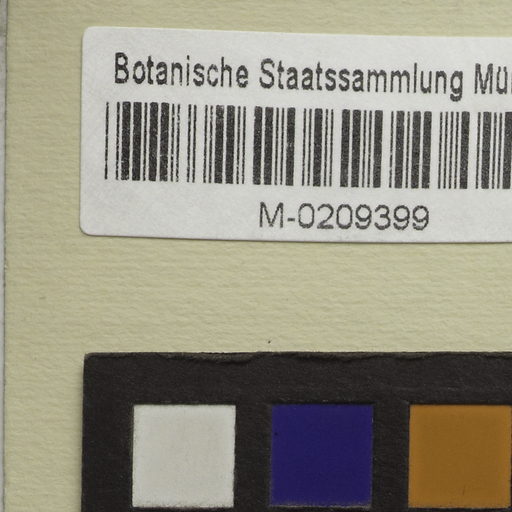 Botanische Staatssammlung Mü
M-0209399